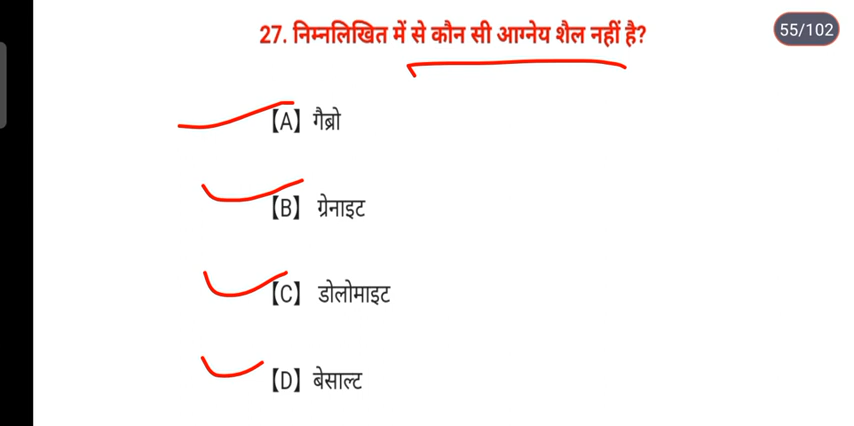 55/102
27. निम्नलिखित में से कौन सी आग्नेय शैल नहीं है?
【A】 गैब्रो
【B】 ग्रेनाइट
【C】 डोलोमाइट
【D】 बेसाल्ट